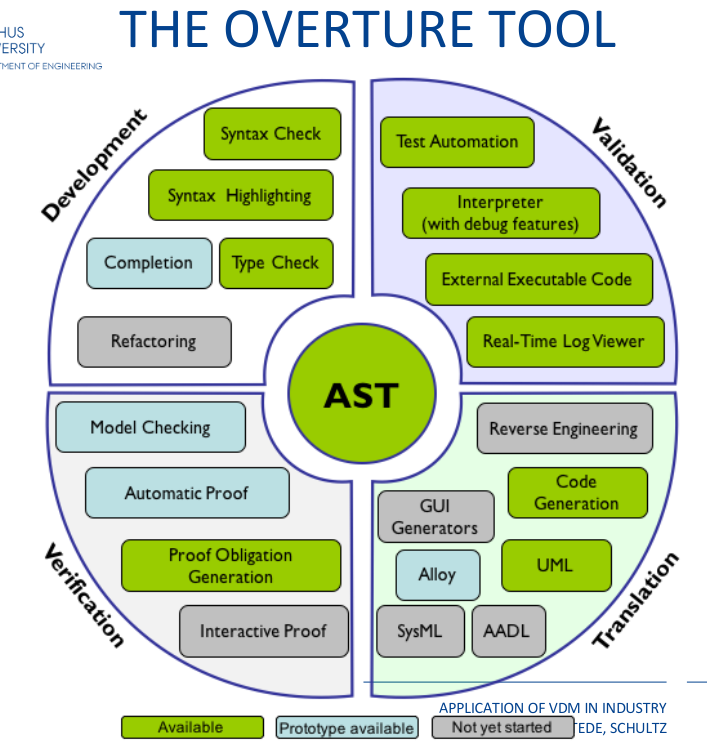 THE OVERTURE TOOL
HUS
ERSITY
MENT OF ENGINEERING
Development
Syntax Check
Syntax Highlighting
Completion
Type Check
Refactoring
Validation
Test Automation
Interpreter
(with debug features)
External Executable Code
Real-Time Log Viewer
AST
Verification
Model Checking
Automatic Proof
Proof Obligation
Generation
Interactive Proof
Translation
Reverse Engineering
Code
Generation
GUI
Generators
Alloy
UML
SysML
AADL
APPLICATION OF VDM IN INDUSTRY
TEDE, SCHULTZ
Available
Prototype available
Not yet started